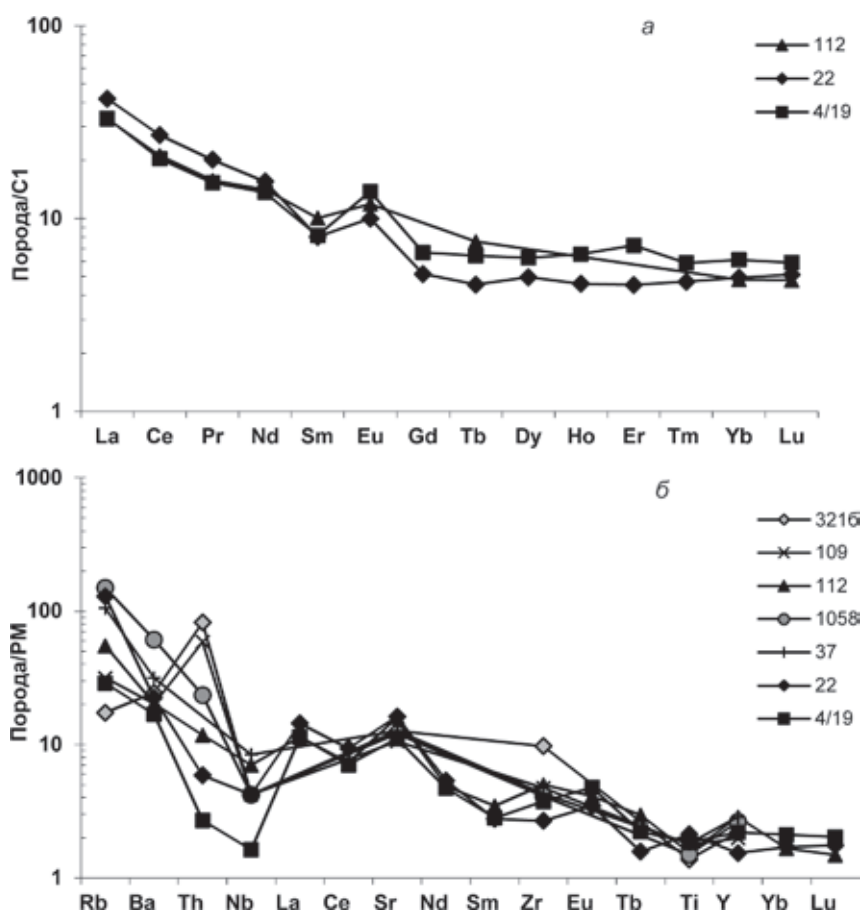 а
100
10
1
Порода/C1
112
22
4/19
La Ce Pr Nd Sm Eu Gd Tb Dy Ho Er Tm Yb Lu
б
1000
100
10
1
Порода/PM
321б
109
112
1058
37
22
4/19
Rb Ba Th Nb La Ce Sr Nd Sm Zr Eu Tb Ti Y Yb Lu